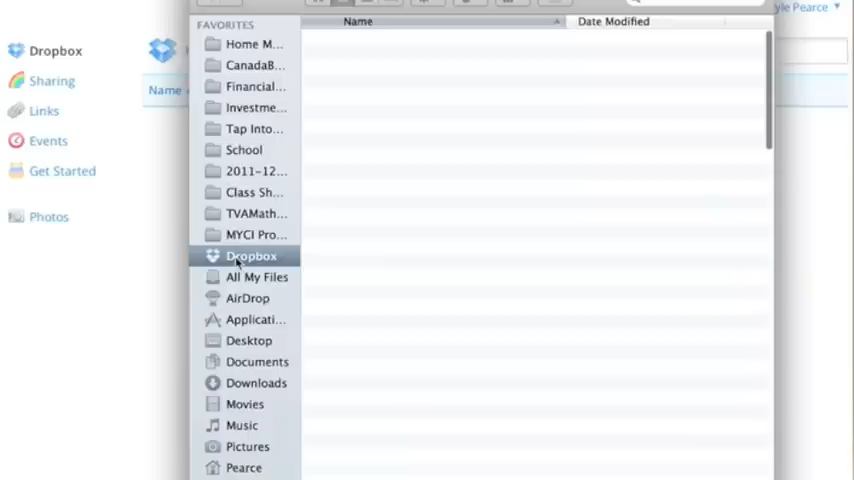 Dropbox
Sharing
Links
Events
Get Started
Photos
Name
yle Pearce
FAVORITES
Home M...
CanadaB...
Financial...
Investme...
Tap Into...
School
2011-12...
Class Sh...
TVAMath...
MYCI Pro...
Dropbox
All My Files
AirDrop
Applicati...
Desktop
Documents
Downloads
Movies
Music
Pictures
Pearce
Name
Date Modified